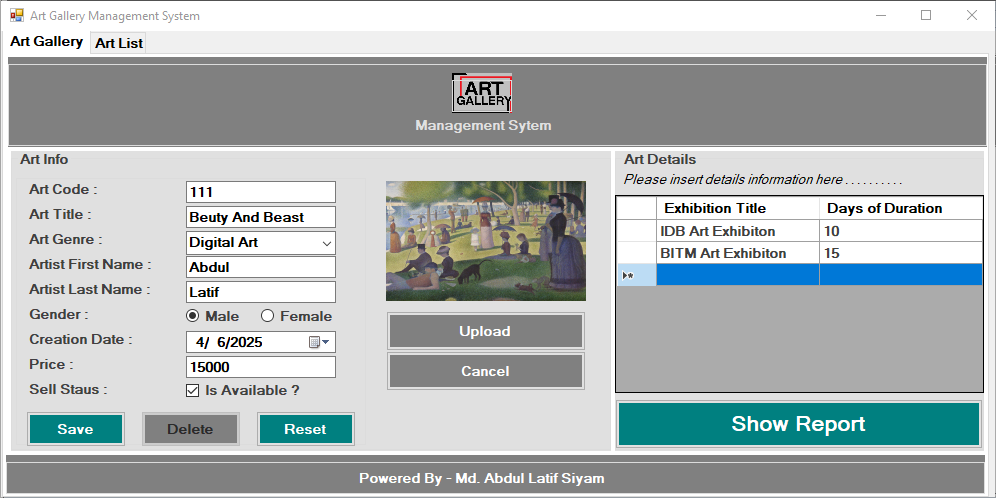 Art Gallery Management System
Art Gallery
Art List
ART
GALLERY
Management Sytem
Art Info
Art Code : 111
Art Title : Beuty And Beast
Art Genre : Digital Art
Artist First Name : Abdul
Artist Last Name : Latif
Gender : Male Female
Creation Date : 4/ 6/2025
Price : 15000
Sell Staus : Is Available ?
Save Delete Reset
Upload
Cancel
Art Details
Please insert details information here . . . . . . . . . .
Exhibition Title Days of Duration
IDB Art Exhibiton 10
BITM Art Exhibiton 15
Show Report
Powered By - Md. Abdul Latif Siyam